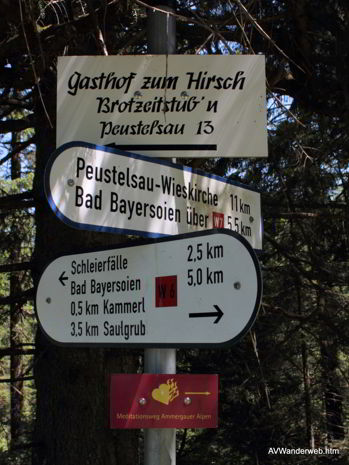 Gasthof zum Hirsch
Brotzeitstüb'n
Peustelsau 13
Peustelsau-Wieskirche 11 km
Bad Bayersoien über W7 5,5 km
Schleierfälle 2,5 km
Bad Bayersoien 5,0 km
W6
0,5 km Kammerl
3,5 km Saulgrub
Meditationsweg Ammergauer Alpen
AVWanderweb.htm